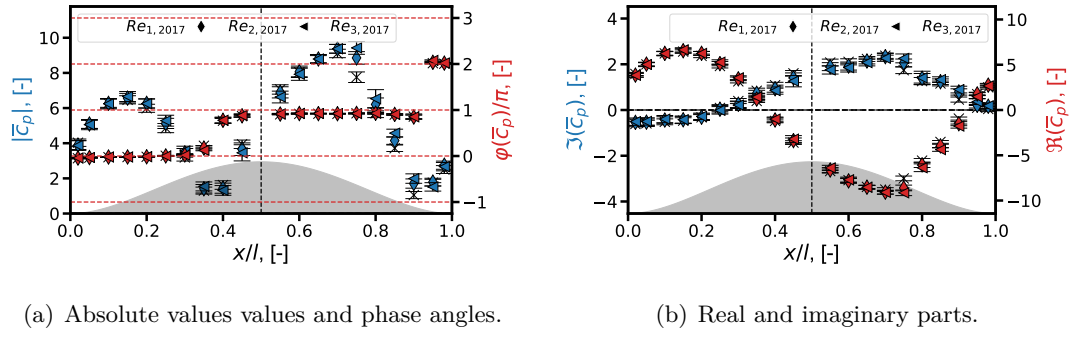 Re1, 2017 Re2, 2017 Re3, 2017
10
8
6
4
2
0
|c̅p|, [-]
3
2
1
0
−1
φ(c̅p)/π, [-]
0.0 0.2 0.4 0.6 0.8 1.0
x/l, [-]
(a) Absolute values values and phase angles.
Re1, 2017 Re2, 2017 Re3, 2017
4
2
0
−2
−4
ℑ(c̅p), [-]
10
5
0
−5
−10
ℜ(c̅p), [-]
0.0 0.2 0.4 0.6 0.8 1.0
x/l, [-]
(b) Real and imaginary parts.